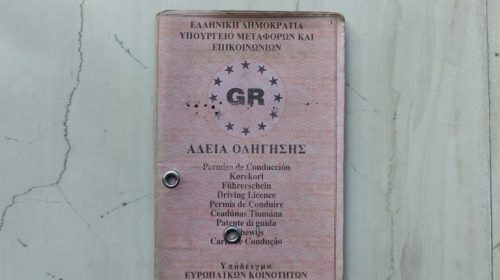 ΕΛΛΗΝΙΚΗ ΔΗΜΟΚΡΑΤΙΑ
ΥΠΟΥΡΓΕΙΟ ΜΕΤΑΦΟΡΩΝ ΚΑΙ
ΕΠΙΚΟΙΝΩΝΙΩΝ
GR
ΑΔΕΙΑ ΟΔΗΓΗΣΗΣ
Permiso de Conducción
Kørekort
Führerschein
Driving Licence
Permis de Conduire
Ceadúnas Tiomána
Patente di guida
de Condução
Υπόδειγμα
ΕΥΡΩΠΑΪΚΩΝ ΚΟΙΝΟΤΗΤΩΝ